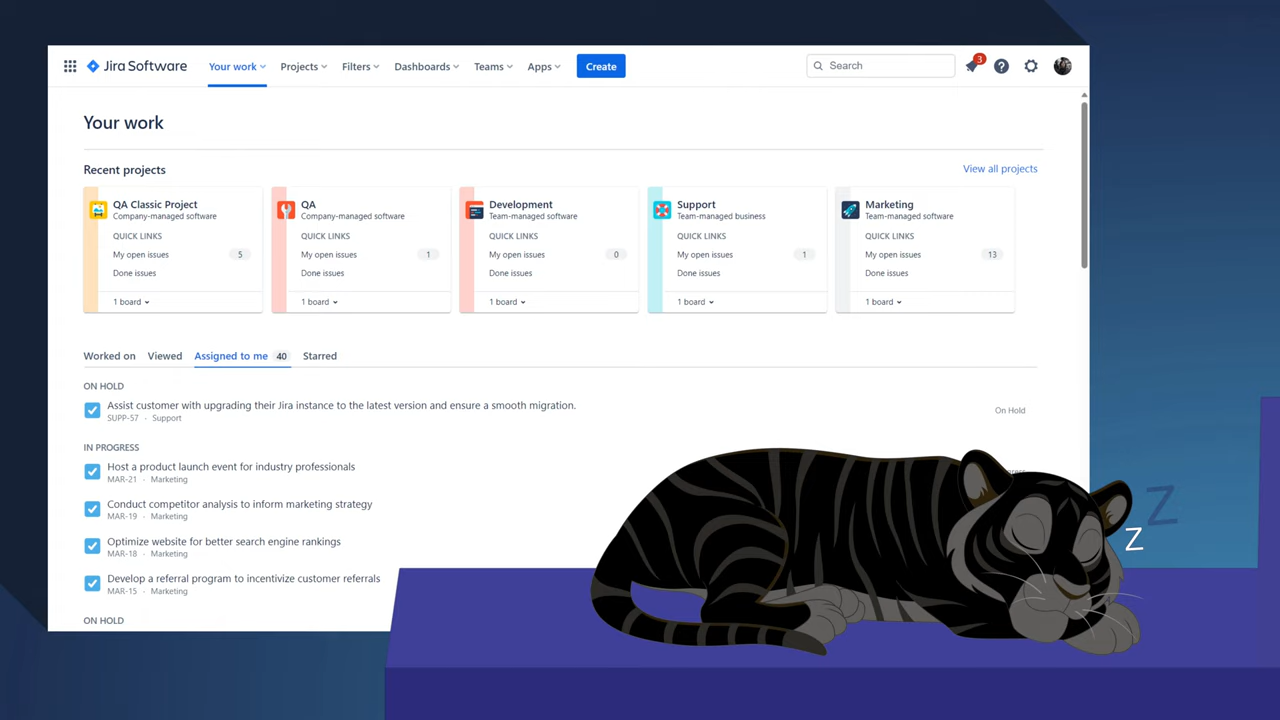 Jira Software Your work Projects Filters Dashboards Teams Apps Create Search 3
Your work
Recent projects View all projects
QA Classic Project
Company-managed software
QUICK LINKS
My open issues 5
Done issues
1 board
QA
Company-managed software
QUICK LINKS
My open issues 1
Done issues
1 board
Development
Team-managed software
QUICK LINKS
My open issues 0
Done issues
1 board
Support
Team-managed business
QUICK LINKS
My open issues 1
Done issues
1 board
Marketing
Team-managed software
QUICK LINKS
My open issues 13
Done issues
1 board
Worked on Viewed Assigned to me 40 Starred
ON HOLD
Assist customer with upgrading their Jira instance to the latest version and ensure a smooth migration. On Hold
SUPP-57 · Support
IN PROGRESS
Host a product launch event for industry professionals
MAR-21 · Marketing
Conduct competitor analysis to inform marketing strategy
MAR-19 · Marketing
Optimize website for better search engine rankings
MAR-18 · Marketing
Develop a referral program to incentivize customer referrals
MAR-15 · Marketing
ON HOLD
Z
Z